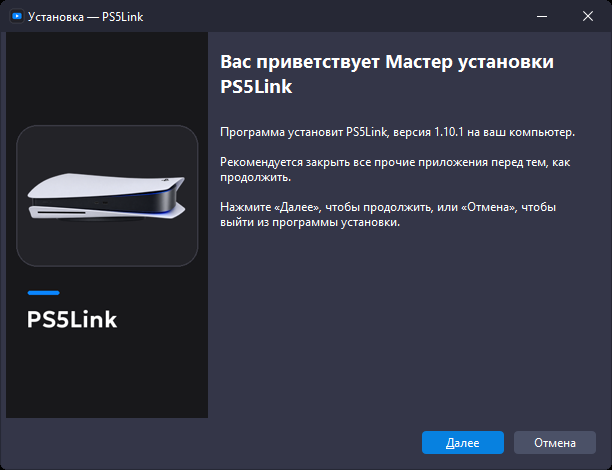 Установка — PS5Link
Вас приветствует Мастер установки
PS5Link
Программа установит PS5Link, версия 1.10.1 на ваш компьютер.
Рекомендуется закрыть все прочие приложения перед тем, как
продолжить.
Нажмите «Далее», чтобы продолжить, или «Отмена», чтобы
выйти из программы установки.
PS5Link
Далее
Отмена